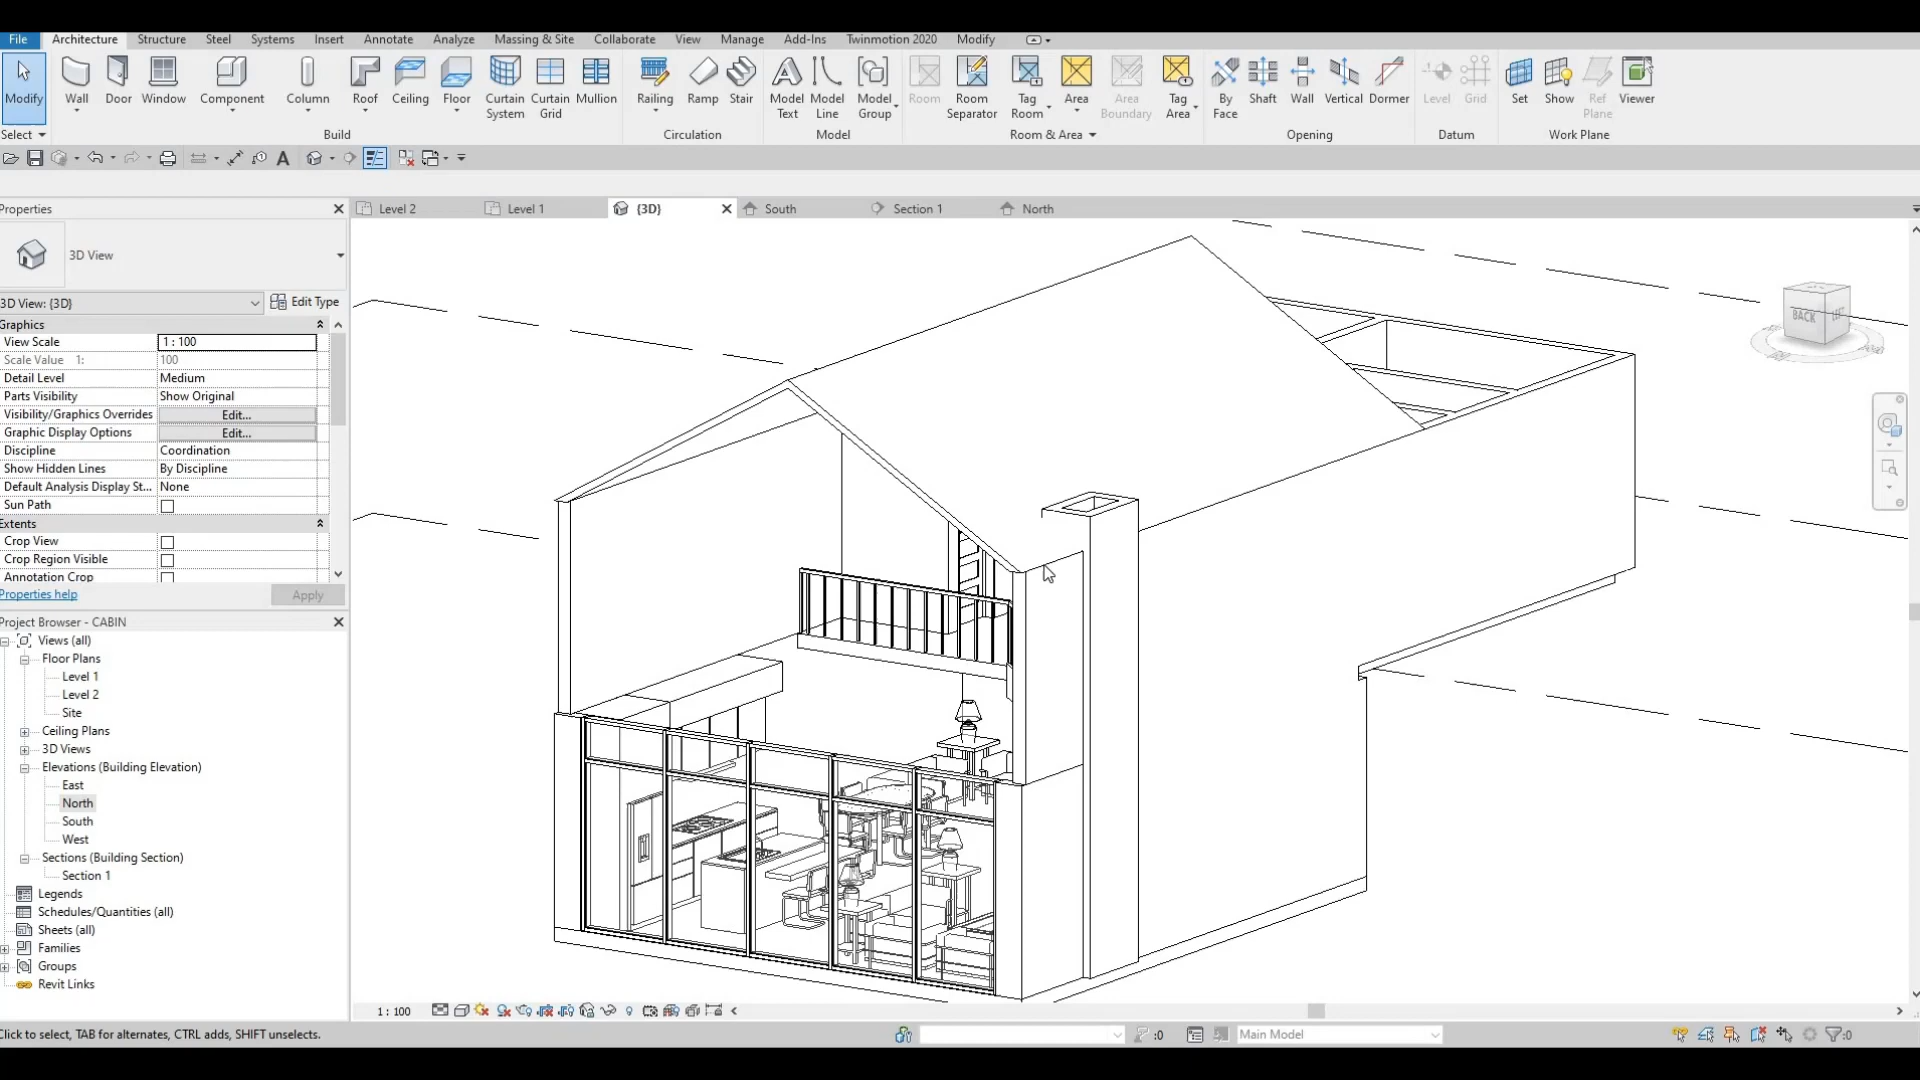 File Architecture Structure Steel Systems Insert Annotate Analyze Massing & Site Collaborate View Manage Add-Ins Twinmotion 2020 Modify
Modify Wall Door Window Component Column Roof Ceiling Floor Curtain System Curtain Grid Mullion Railing Ramp Stair Model Text Model Line Model Group Room Room Separator Tag Room Area Area Boundary Tag Area By Face Shaft Wall Vertical Dormer Level Grid Set Show Ref Plane Viewer
Select Build Circulation Model Room & Area Opening Datum Work Plane
Properties
Level 2 Level 1 {3D} South Section 1 North
3D View
3D View: {3D} Edit Type
Graphics
View Scale 1 : 100
Scale Value 1: 100
Detail Level Medium
Parts Visibility Show Original
Visibility/Graphics Overrides Edit...
Graphic Display Options Edit...
Discipline Coordination
Show Hidden Lines By Discipline
Default Analysis Display St... None
Sun Path
Extents
Crop View
Crop Region Visible
Annotation Crop
Properties help Apply
BACK
Project Browser - CABIN
Views (all)
Floor Plans
Level 1
Level 2
Site
Ceiling Plans
3D Views
Elevations (Building Elevation)
East
North
South
West
Sections (Building Section)
Section 1
Legends
Schedules/Quantities (all)
Sheets (all)
Families
Groups
Revit Links
1 : 100
Click to select, TAB for alternates, CTRL adds, SHIFT unselects.
:0 Main Model :0